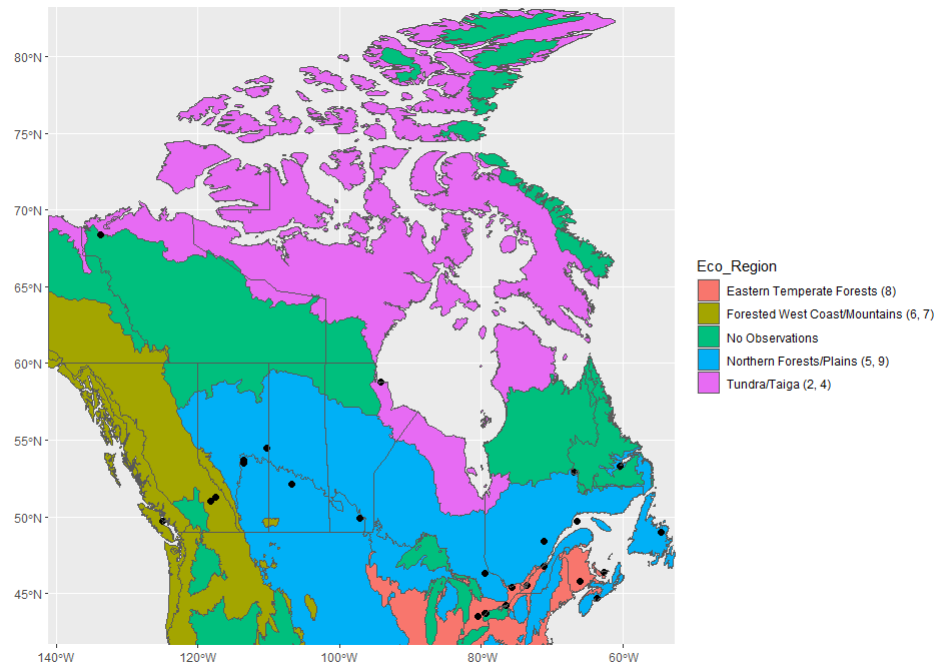 80°N
75°N
70°N
65°N
60°N
55°N
50°N
45°N
140°W
120°W
100°W
80°W
60°W
Eco_Region
Eastern Temperate Forests (8)
Forested West Coast/Mountains (6, 7)
No Observations
Northern Forests/Plains (5, 9)
Tundra/Taiga (2, 4)